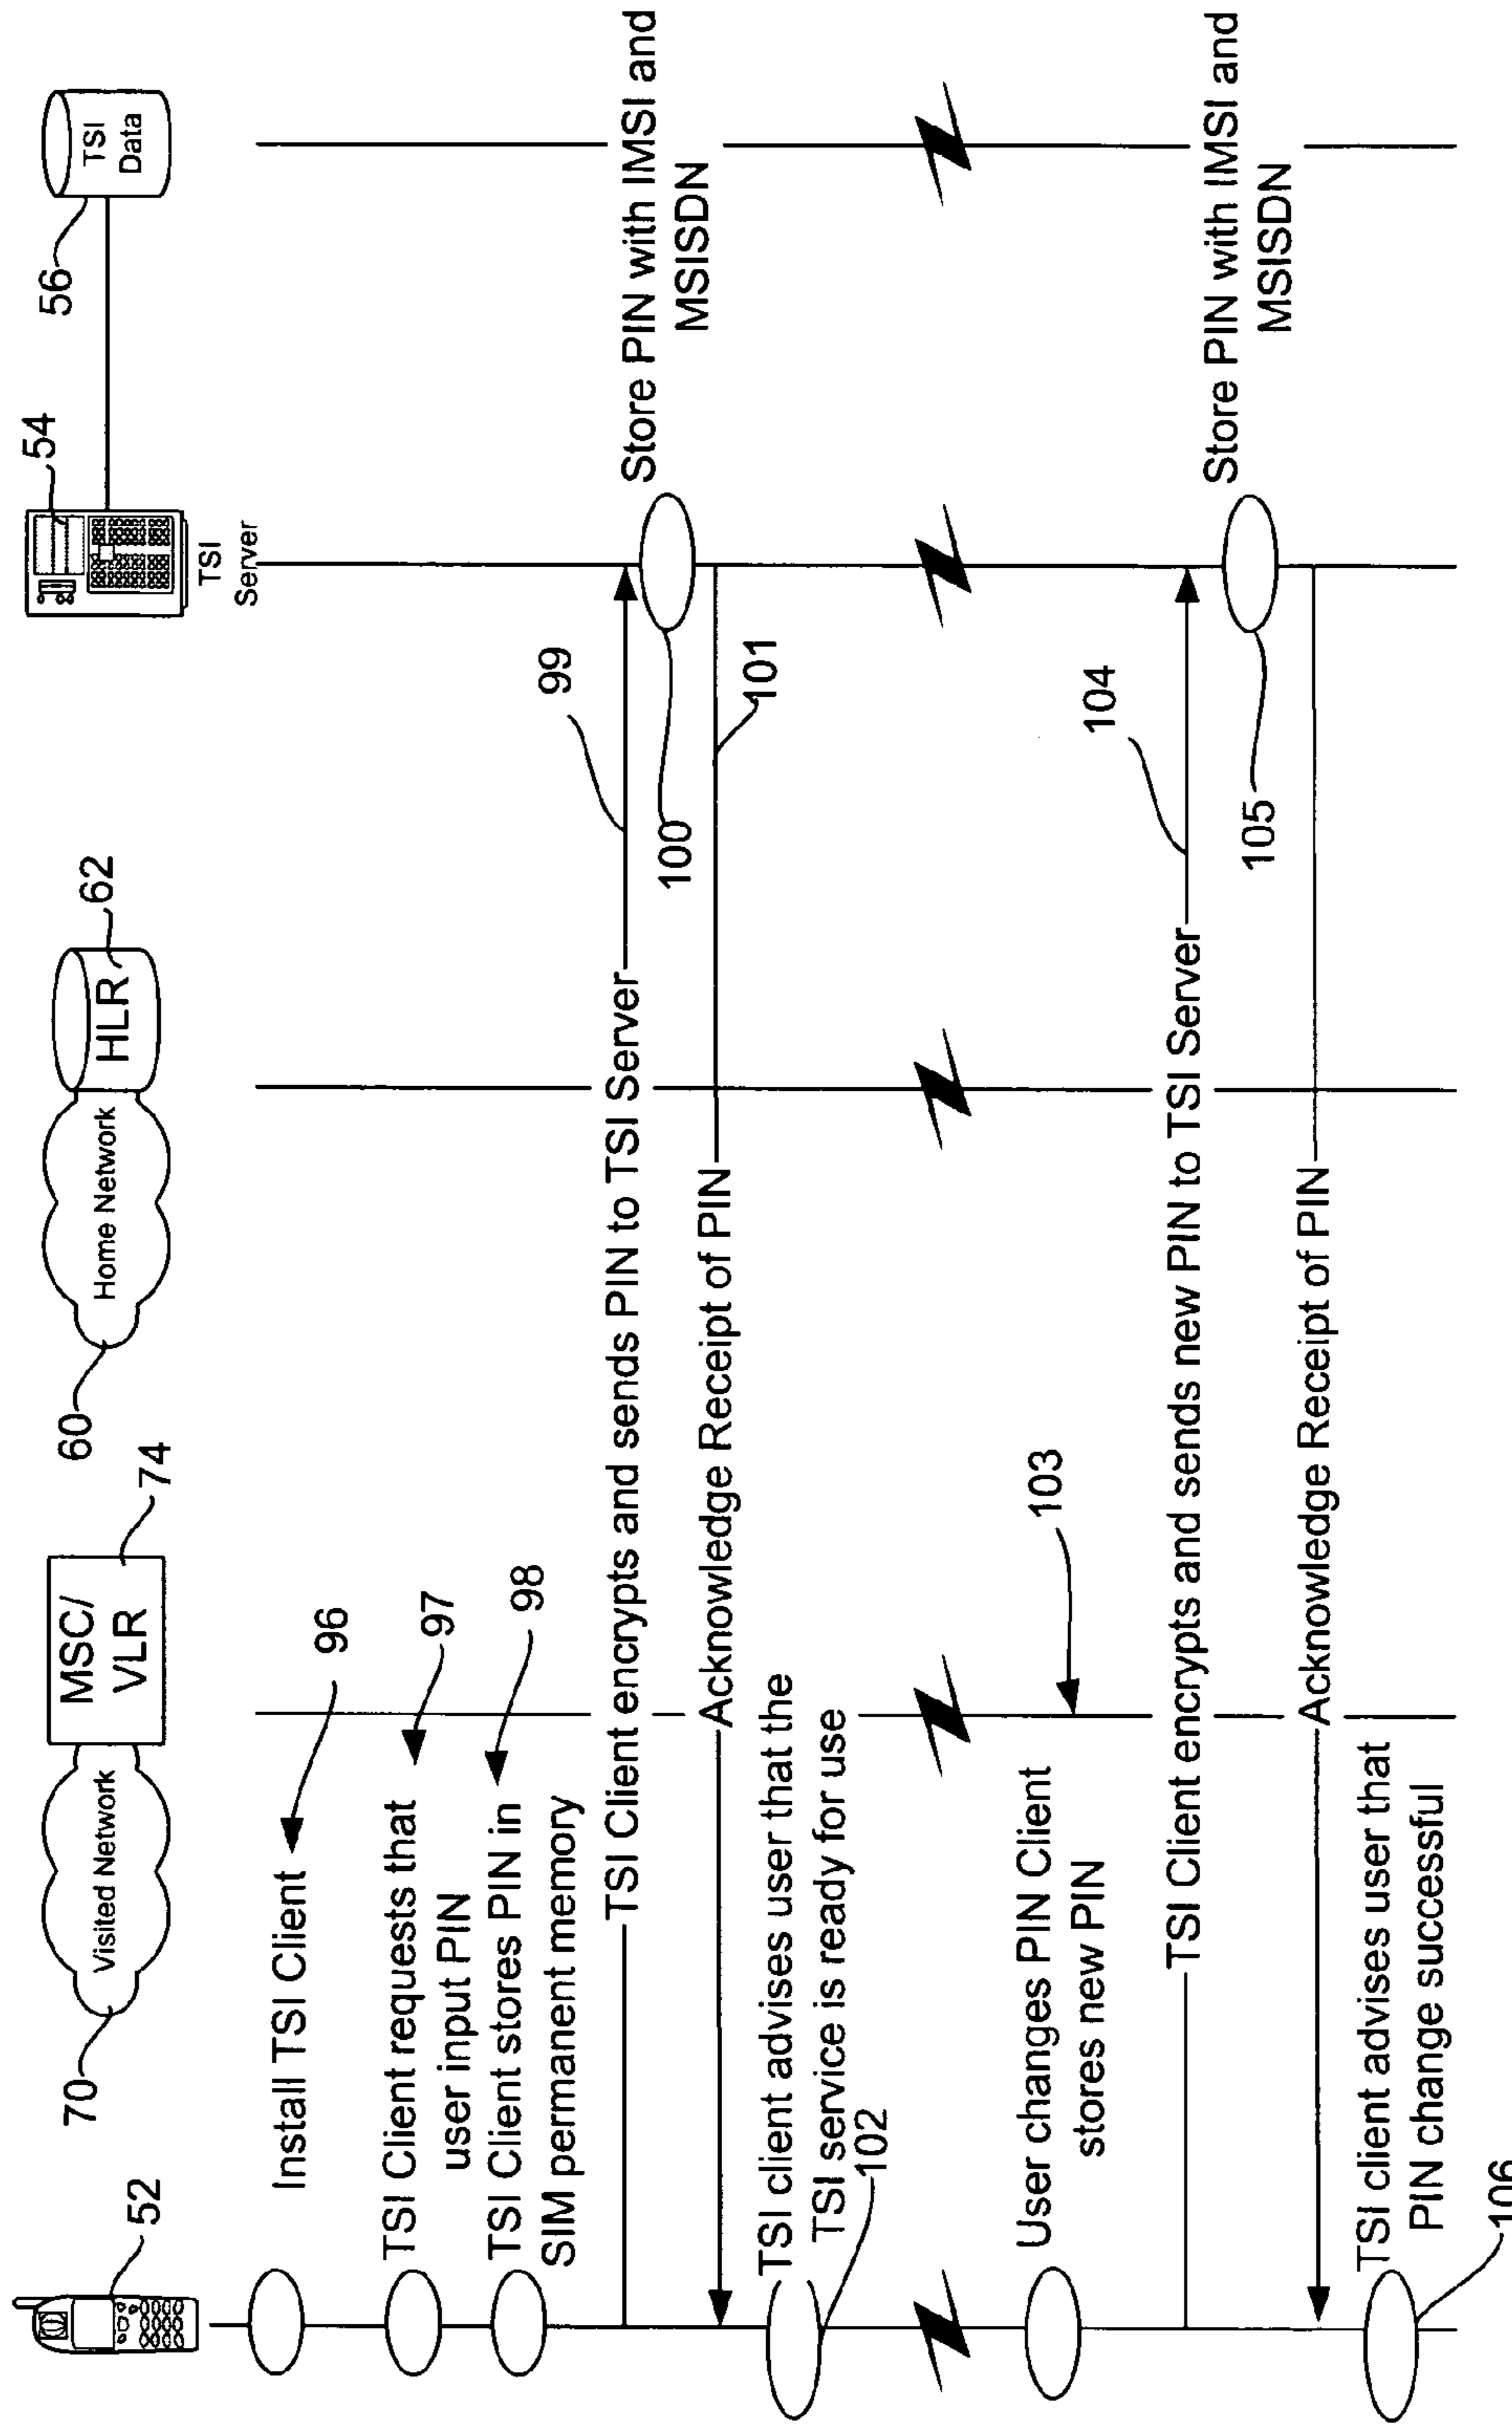 52
70
Visited Network
MSC/
VLR
74
60
Home Network
HLR
62
54
TSI
Server
56
TSI
Data
Install TSI Client
96
TSI Client requests that
user input PIN
97
TSI Client stores PIN in
SIM permanent memory
98
TSI Client encrypts and sends PIN to TSI Server
99
Store PIN with IMSI and
MSISDN
100
Acknowledge Receipt of PIN
101
TSI client advises user that the
TSI service is ready for use
102
User changes PIN Client
stores new PIN
103
TSI Client encrypts and sends new PIN to TSI Server
104
Store PIN with IMSI and
MSISDN
105
Acknowledge Receipt of PIN
TSI client advises user that
PIN change successful
106